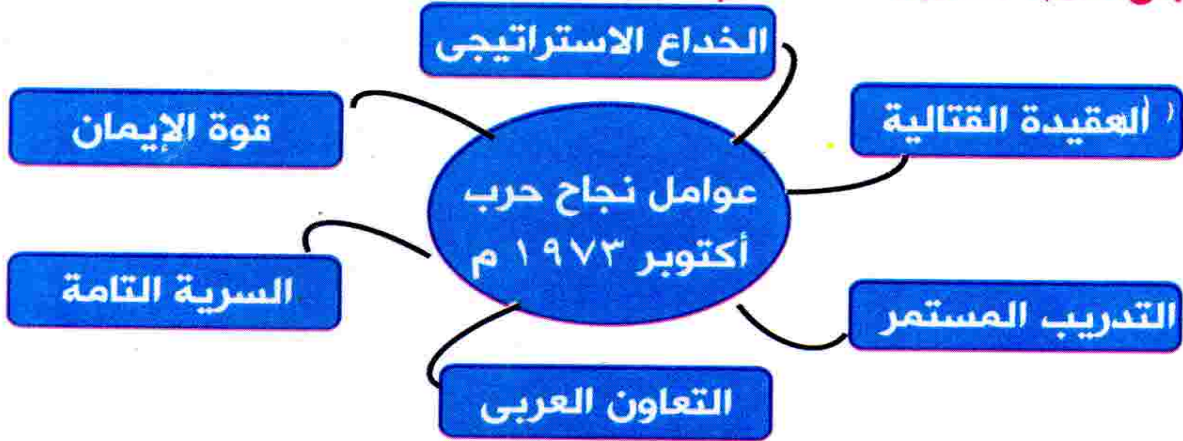 الخداع الاستراتيجى
العقيدة القتالية
قوة الإيمان
عوامل نجاح حرب
أكتوبر ١٩٧٣ م
السرية التامة
التدريب المستمر
التعاون العربى